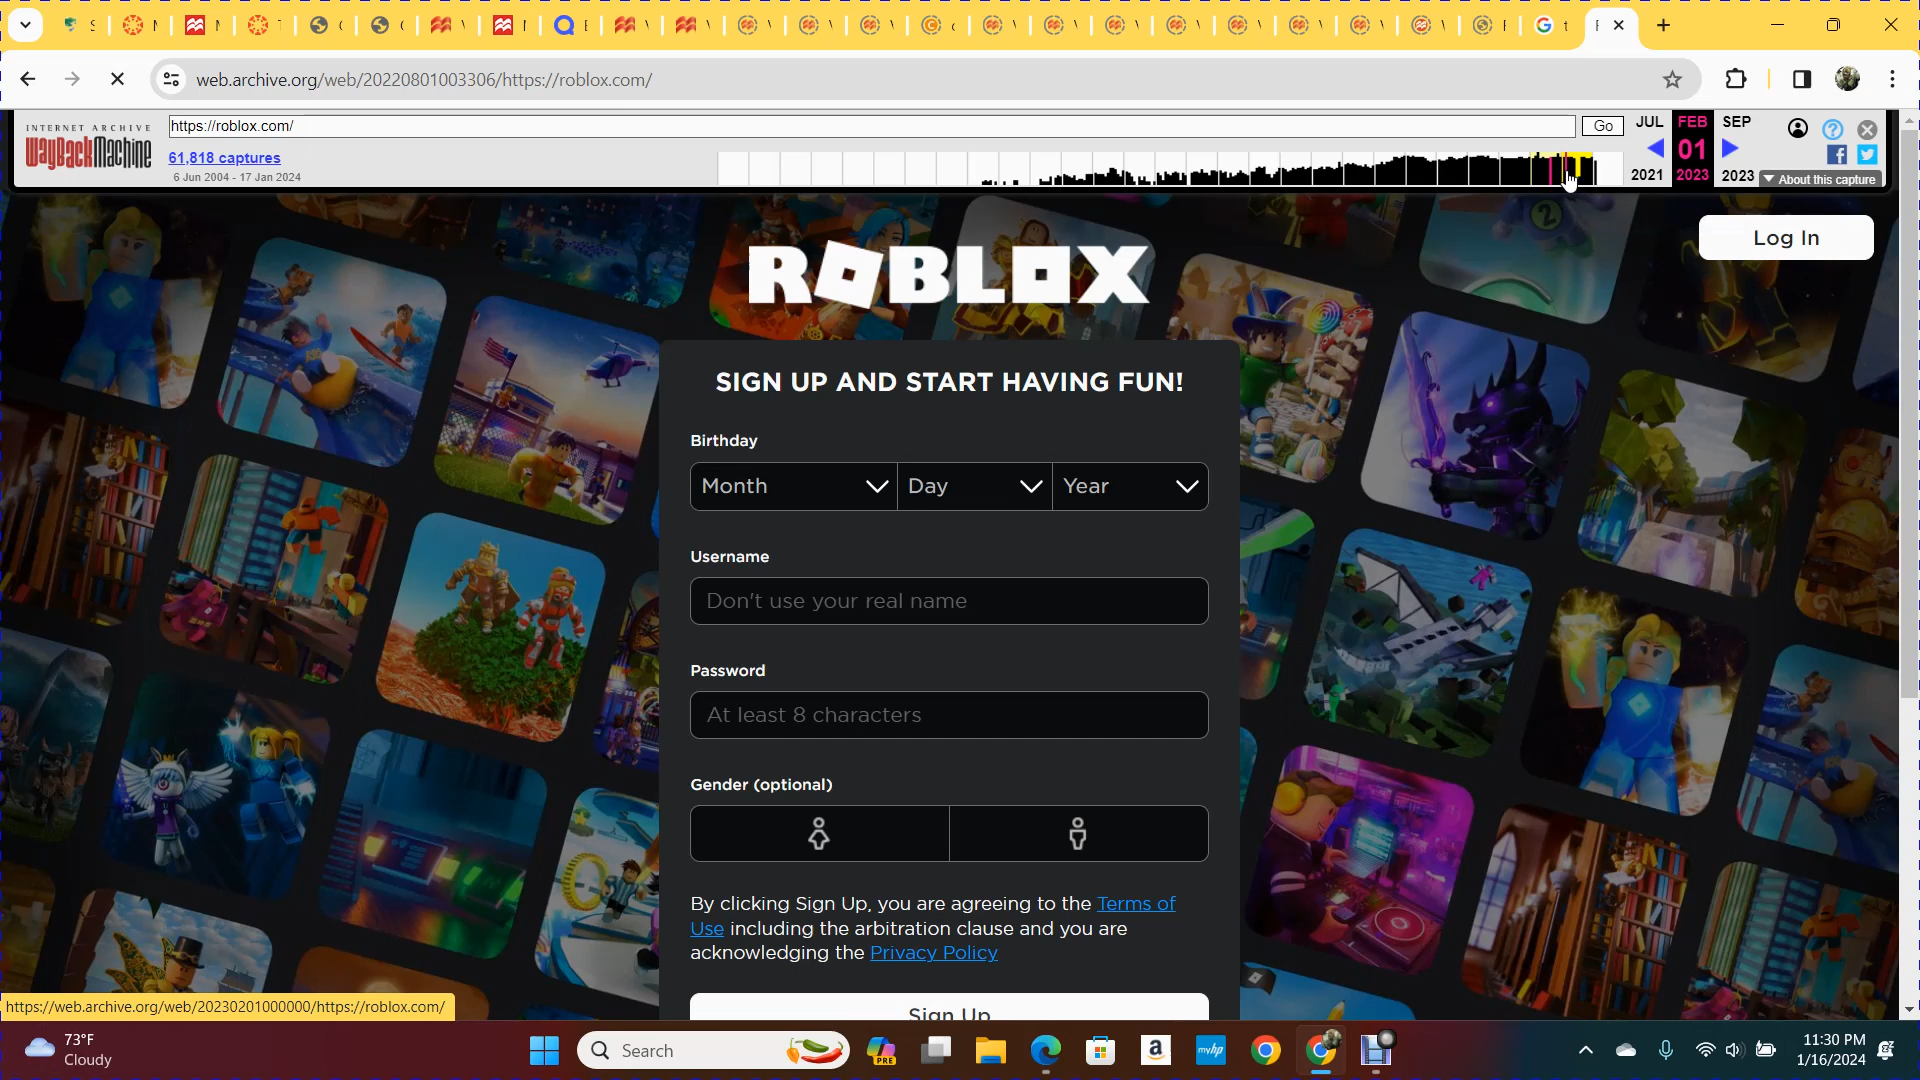 web.archive.org/web/20220801003306/https://roblox.com/
INTERNET ARCHIVE
WayBackMachine
https://roblox.com/
Go
JUL
FEB
SEP
61,818 captures
01
6 Jun 2004 - 17 Jan 2024
2021
2023
2023
About this capture
Log In
ROBLOX
SIGN UP AND START HAVING FUN!
Birthday
Month
Day
Year
Username
Don't use your real name
Password
At least 8 characters
Gender (optional)
By clicking Sign Up, you are agreeing to the Terms of
Use including the arbitration clause and you are
acknowledging the Privacy Policy
Sign Up
https://web.archive.org/web/20230201000000/https://roblox.com/
73°F
Cloudy
Search
PRE
a
myhp
11:30 PM
1/16/2024